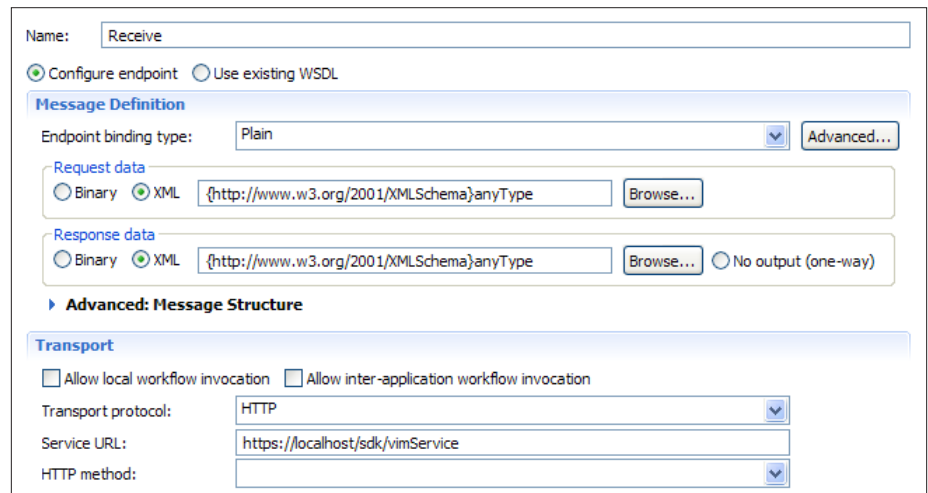 Name: Receive
Configure endpoint Use existing WSDL
Message Definition
Endpoint binding type: Plain Advanced...
Request data
Binary XML {http://www.w3.org/2001/XMLSchema}anyType Browse...
Response data
Binary XML {http://www.w3.org/2001/XMLSchema}anyType Browse... No output (one-way)
Advanced: Message Structure
Transport
Allow local workflow invocation Allow inter-application workflow invocation
Transport protocol: HTTP
Service URL: https://localhost/sdk/vimService
HTTP method: